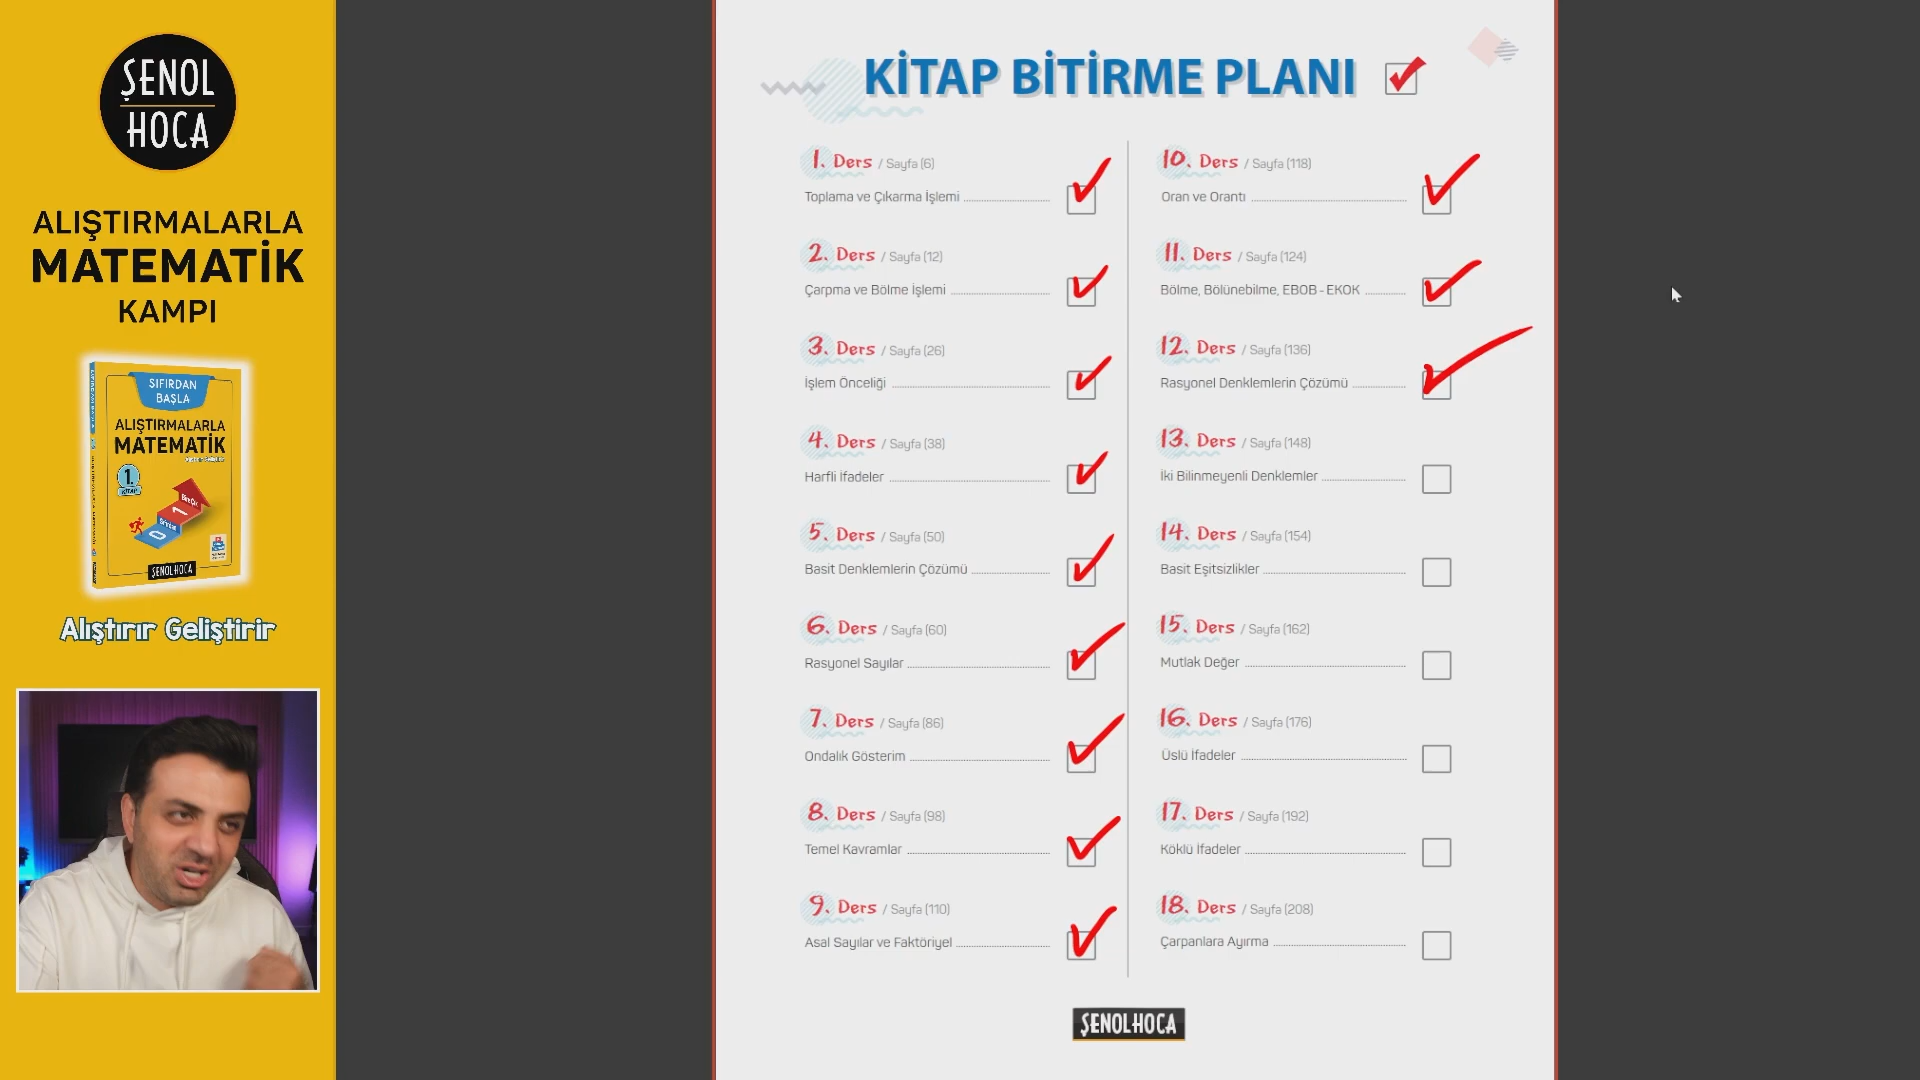 ŞENOL
HOCA
ALIŞTIRMALARLA
MATEMATİK
KAMPI
SIFIRDAN
BAŞLA
ALIŞTIRMALARLA
MATEMATİK
1.
KİTAP
1
0
ŞENOLHOCA
Alıştırır Geliştirir
KİTAP BİTİRME PLANI
1. Ders / Sayfa (6)
Toplama ve Çıkarma İşlemi
2. Ders / Sayfa (12)
Çarpma ve Bölme İşlemi
3. Ders / Sayfa (26)
İşlem Önceliği
4. Ders / Sayfa (38)
Harfli İfadeler
5. Ders / Sayfa (50)
Basit Denklemlerin Çözümü
6. Ders / Sayfa (60)
Rasyonel Sayılar
7. Ders / Sayfa (86)
Ondalık Gösterim
8. Ders / Sayfa (98)
Temel Kavramlar
9. Ders / Sayfa (110)
Asal Sayılar ve Faktöriyel
10. Ders / Sayfa (118)
Oran ve Orantı
11. Ders / Sayfa (124)
Bölme, Bölünebilme, EBOB - EKOK
12. Ders / Sayfa (136)
Rasyonel Denklemlerin Çözümü
13. Ders / Sayfa (148)
İki Bilinmeyenli Denklemler
14. Ders / Sayfa (154)
Basit Eşitsizlikler
15. Ders / Sayfa (162)
Mutlak Değer
16. Ders / Sayfa (176)
Üslü İfadeler
17. Ders / Sayfa (192)
Köklü İfadeler
18. Ders / Sayfa (208)
Çarpanlara Ayırma
ŞENOLHOCA